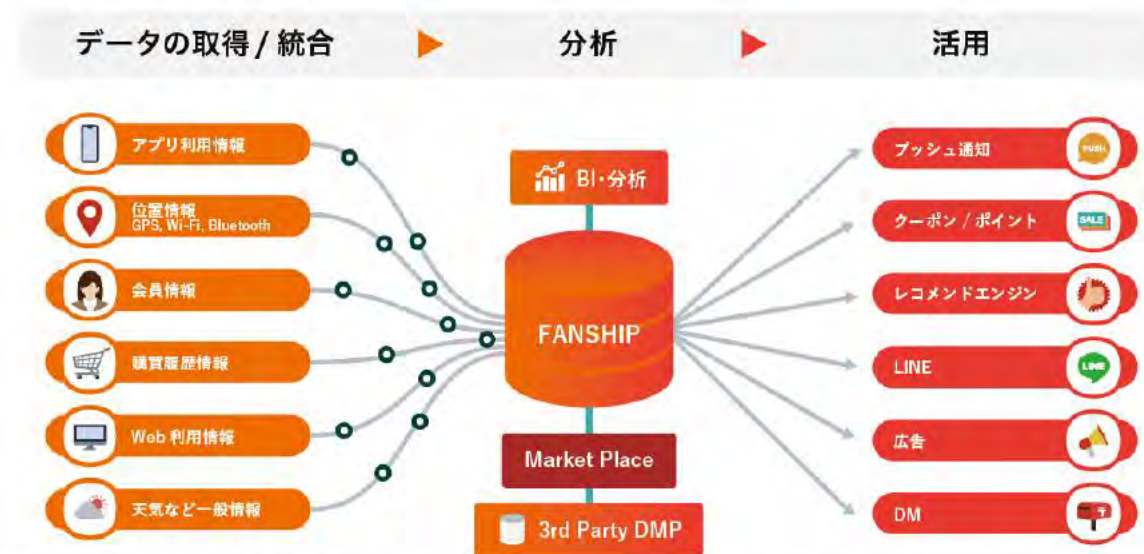 データの取得 / 統合
分析
活用
アプリ利用情報
位置情報
GPS, Wi-Fi, Bluetooth
会員情報
購買履歴情報
Web 利用情報
天気など一般情報
BI・分析
FANSHIP
Market Place
3rd Party DMP
プッシュ通知
PUSH
クーポン / ポイント
SALE
レコメンドエンジン
LINE
LINE
広告
DM
〒